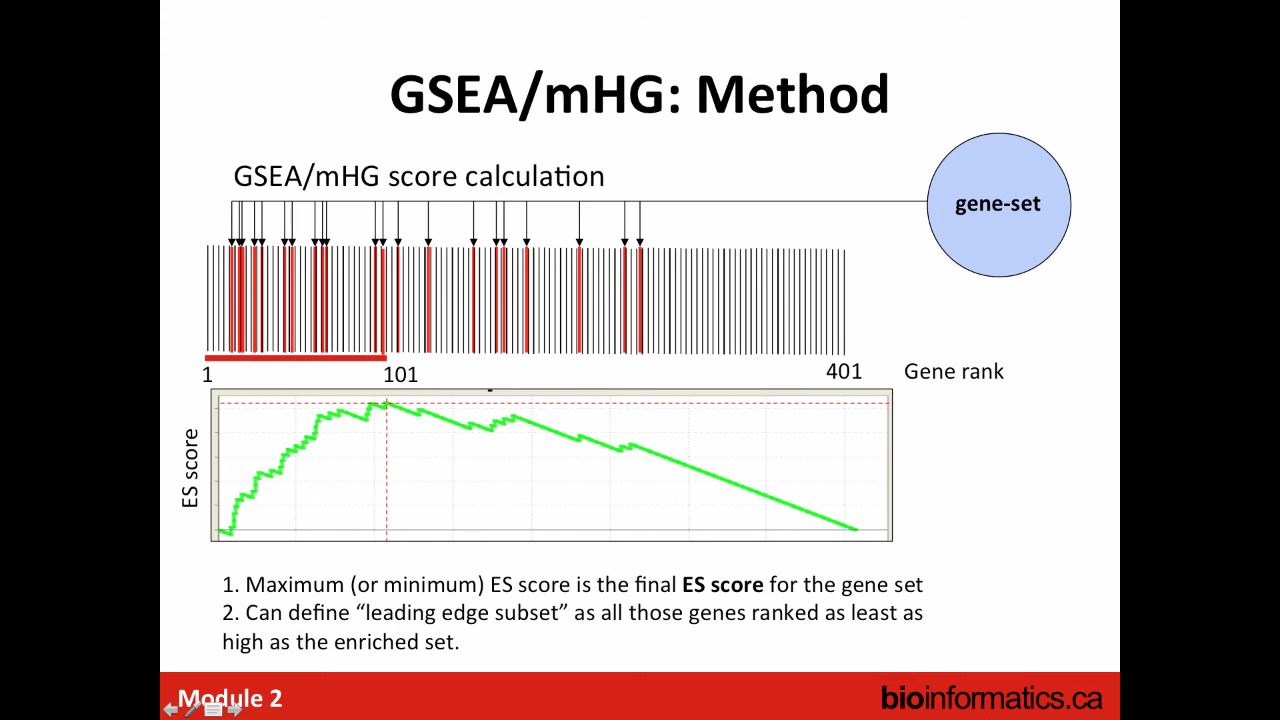 GSEA/mHG: Method
GSEA/mHG score calculation
gene-set
1
101
401
Gene rank
ES score
1. Maximum (or minimum) ES score is the final ES score for the gene set
2. Can define “leading edge subset” as all those genes ranked as least as
high as the enriched set.
Module 2
bioinformatics.ca